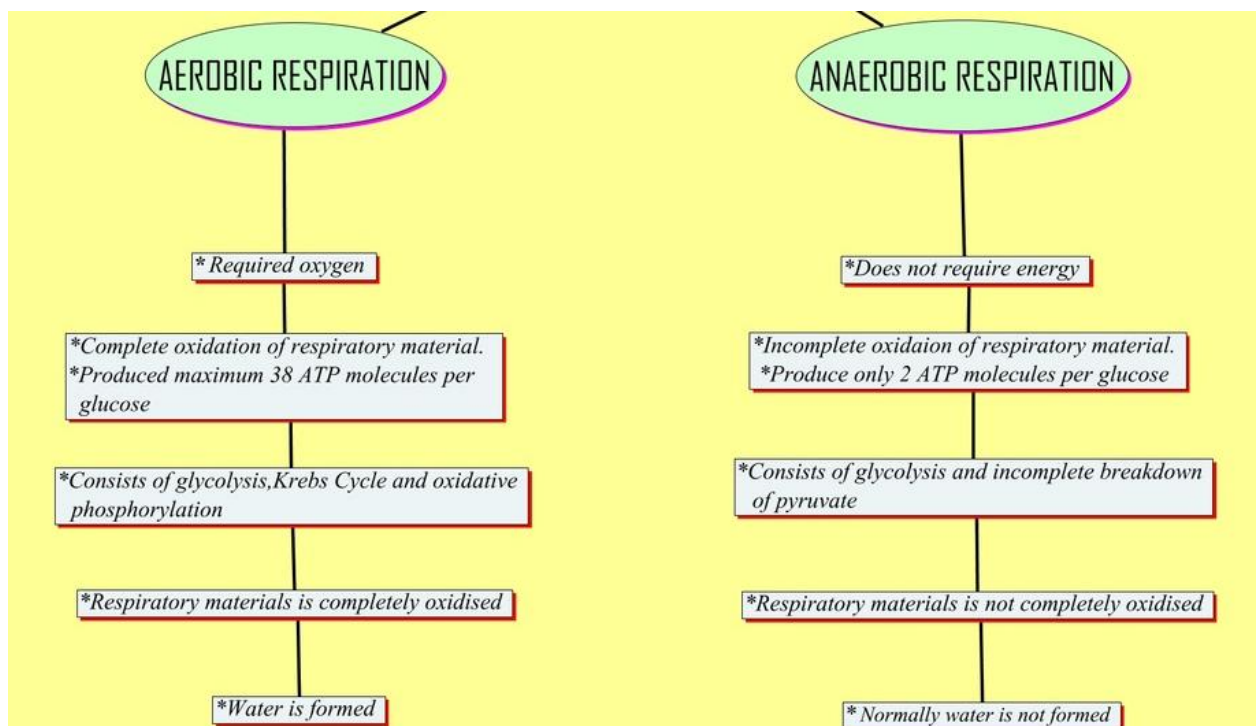 AEROBIC RESPIRATION
* Required oxygen
*Complete oxidation of respiratory material.
*Produced maximum 38 ATP molecules per
glucose
*Consists of glycolysis,Krebs Cycle and oxidative
phosphorylation
*Respiratory materials is completely oxidised
*Water is formed
ANAEROBIC RESPIRATION
*Does not require energy
*Incomplete oxidaion of respiratory material.
*Produce only 2 ATP molecules per glucose
*Consists of glycolysis and incomplete breakdown
of pyruvate
*Respiratory materials is not completely oxidised
* Normally water is not formed